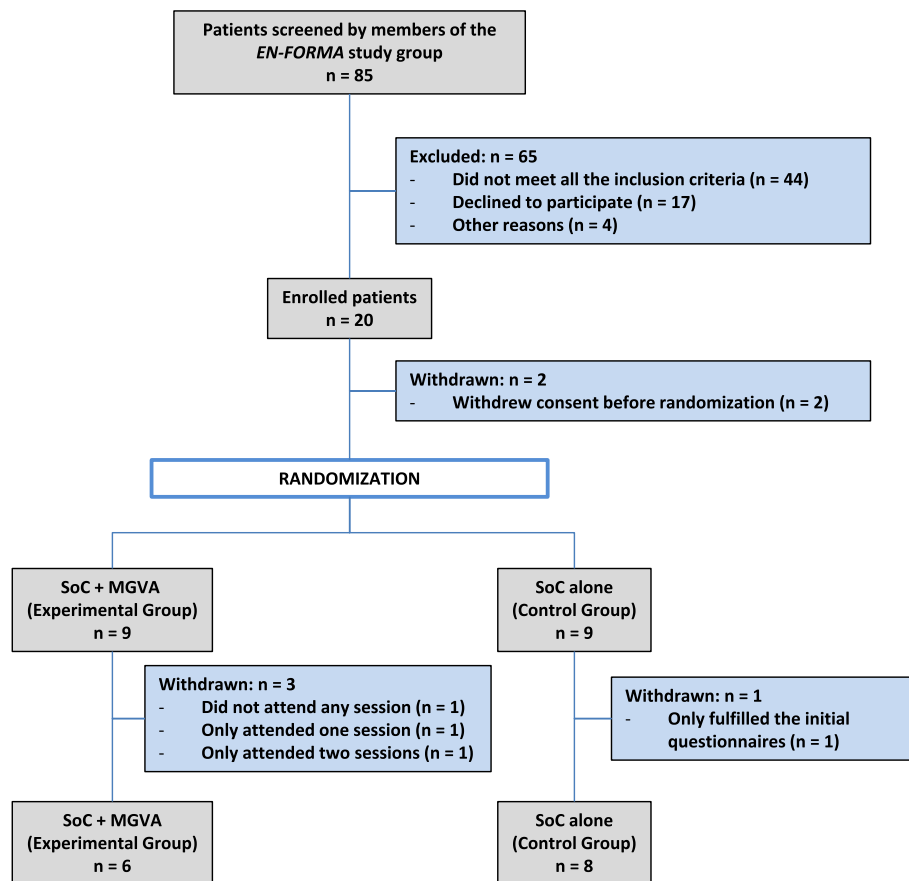 Patients screened by members of the
EN-FORMA study group
n = 85
Excluded: n = 65
- Did not meet all the inclusion criteria (n = 44)
- Declined to participate (n = 17)
- Other reasons (n = 4)
Enrolled patients
n = 20
Withdrawn: n = 2
- Withdrew consent before randomization (n = 2)
RANDOMIZATION
SoC + MGVA
(Experimental Group)
n = 9
SoC alone
(Control Group)
n = 9
Withdrawn: n = 3
- Did not attend any session (n = 1)
- Only attended one session (n = 1)
- Only attended two sessions (n = 1)
Withdrawn: n = 1
- Only fulfilled the initial
questionnaires (n = 1)
SoC + MGVA
(Experimental Group)
n = 6
SoC alone
(Control Group)
n = 8